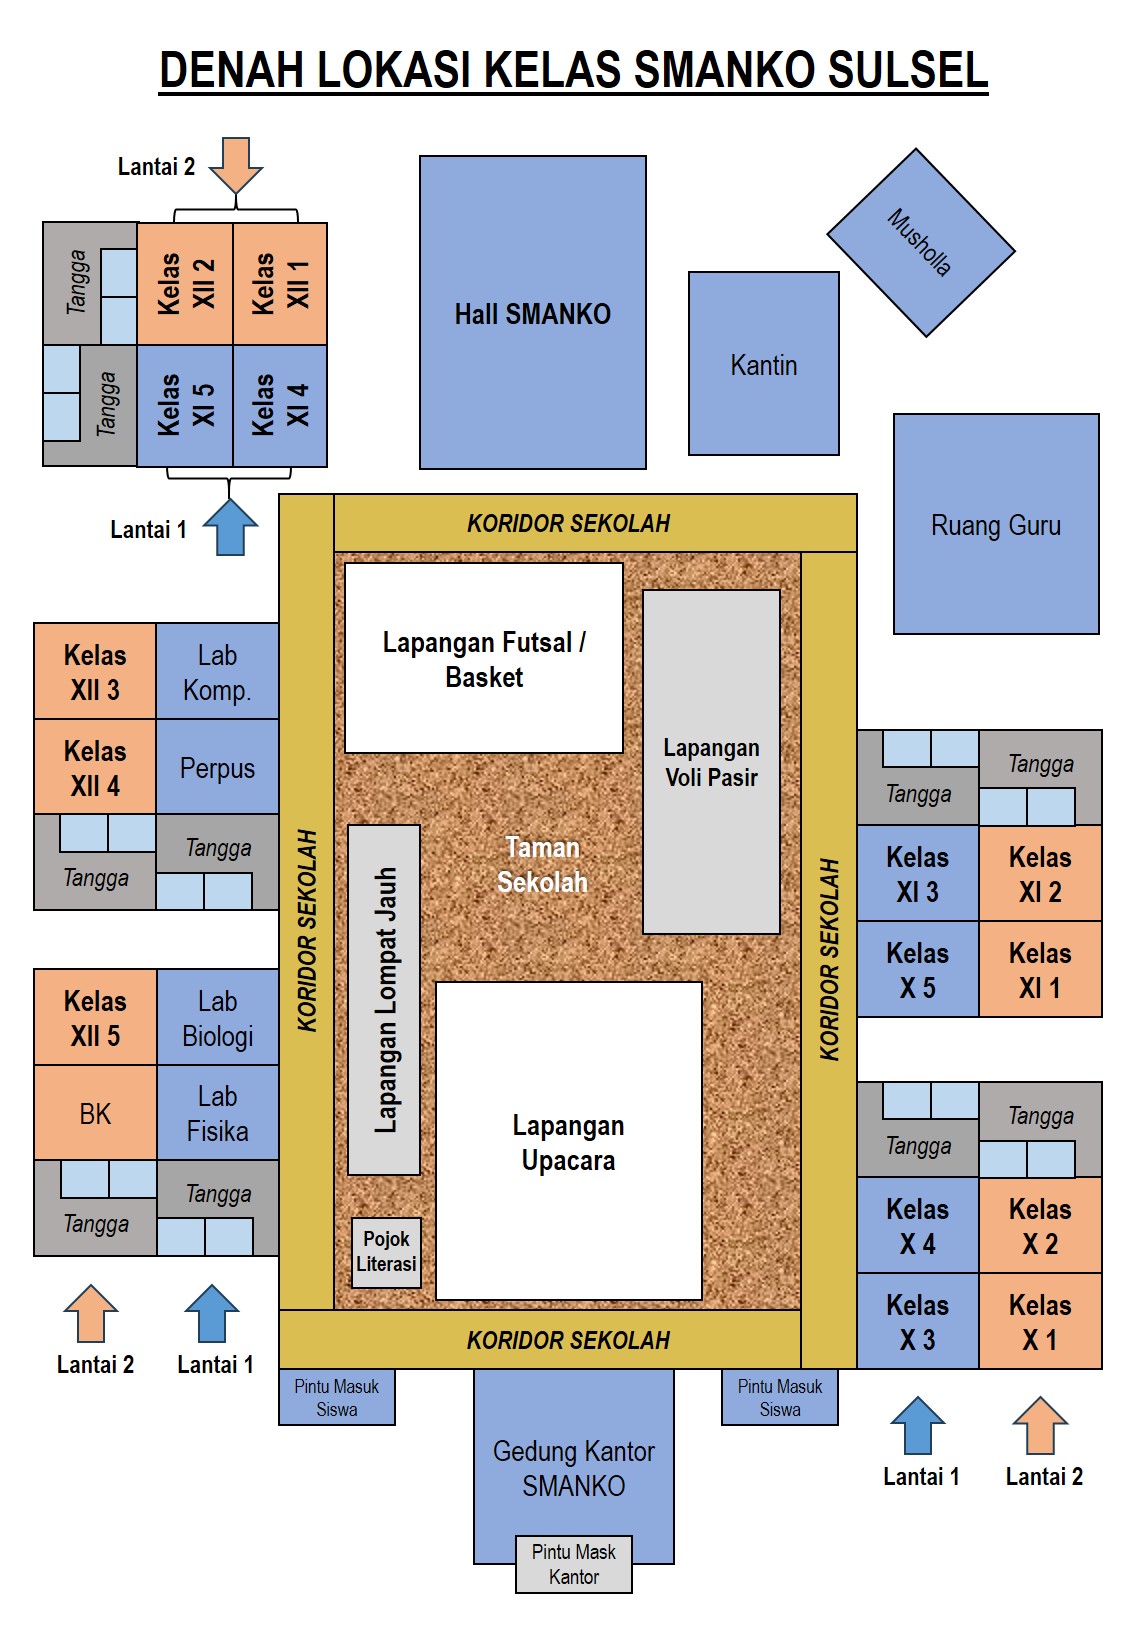 DENAH LOKASI KELAS SMANKO SULSEL
Lantai 2
Tangga
Kelas
XII 2
Kelas
XII 1
Tangga
Kelas
XI 5
Kelas
XI 4
Lantai 1
Hall SMANKO
Kantin
Musholla
Ruang Guru
KORIDOR SEKOLAH
Lapangan Futsal /
Basket
Lapangan
Voli Pasir
Kelas
XII 3
Lab
Komp.
Kelas
XII 4
Perpus
Tangga
Tangga
Kelas
XII 5
Lab
Biologi
BK
Lab
Fisika
Tangga
Tangga
Lantai 2
Lantai 1
KORIDOR SEKOLAH
Taman
Sekolah
Lapangan Lompat Jauh
Lapangan
Upacara
Pojok
Literasi
KORIDOR SEKOLAH
Tangga
Tangga
Kelas
XI 3
Kelas
XI 2
Kelas
X 5
Kelas
XI 1
Tangga
Tangga
Kelas
X 4
Kelas
X 2
Kelas
X 3
Kelas
X 1
Lantai 1
Lantai 2
KORIDOR SEKOLAH
Pintu Masuk
Siswa
Pintu Masuk
Siswa
Gedung Kantor
SMANKO
Pintu Mask
Kantor